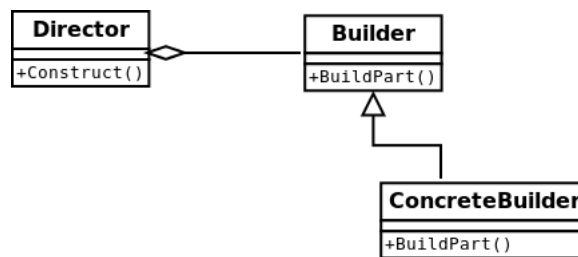 Director
+Construct()
Builder
+BuildPart()
ConcreteBuilder
+BuildPart()